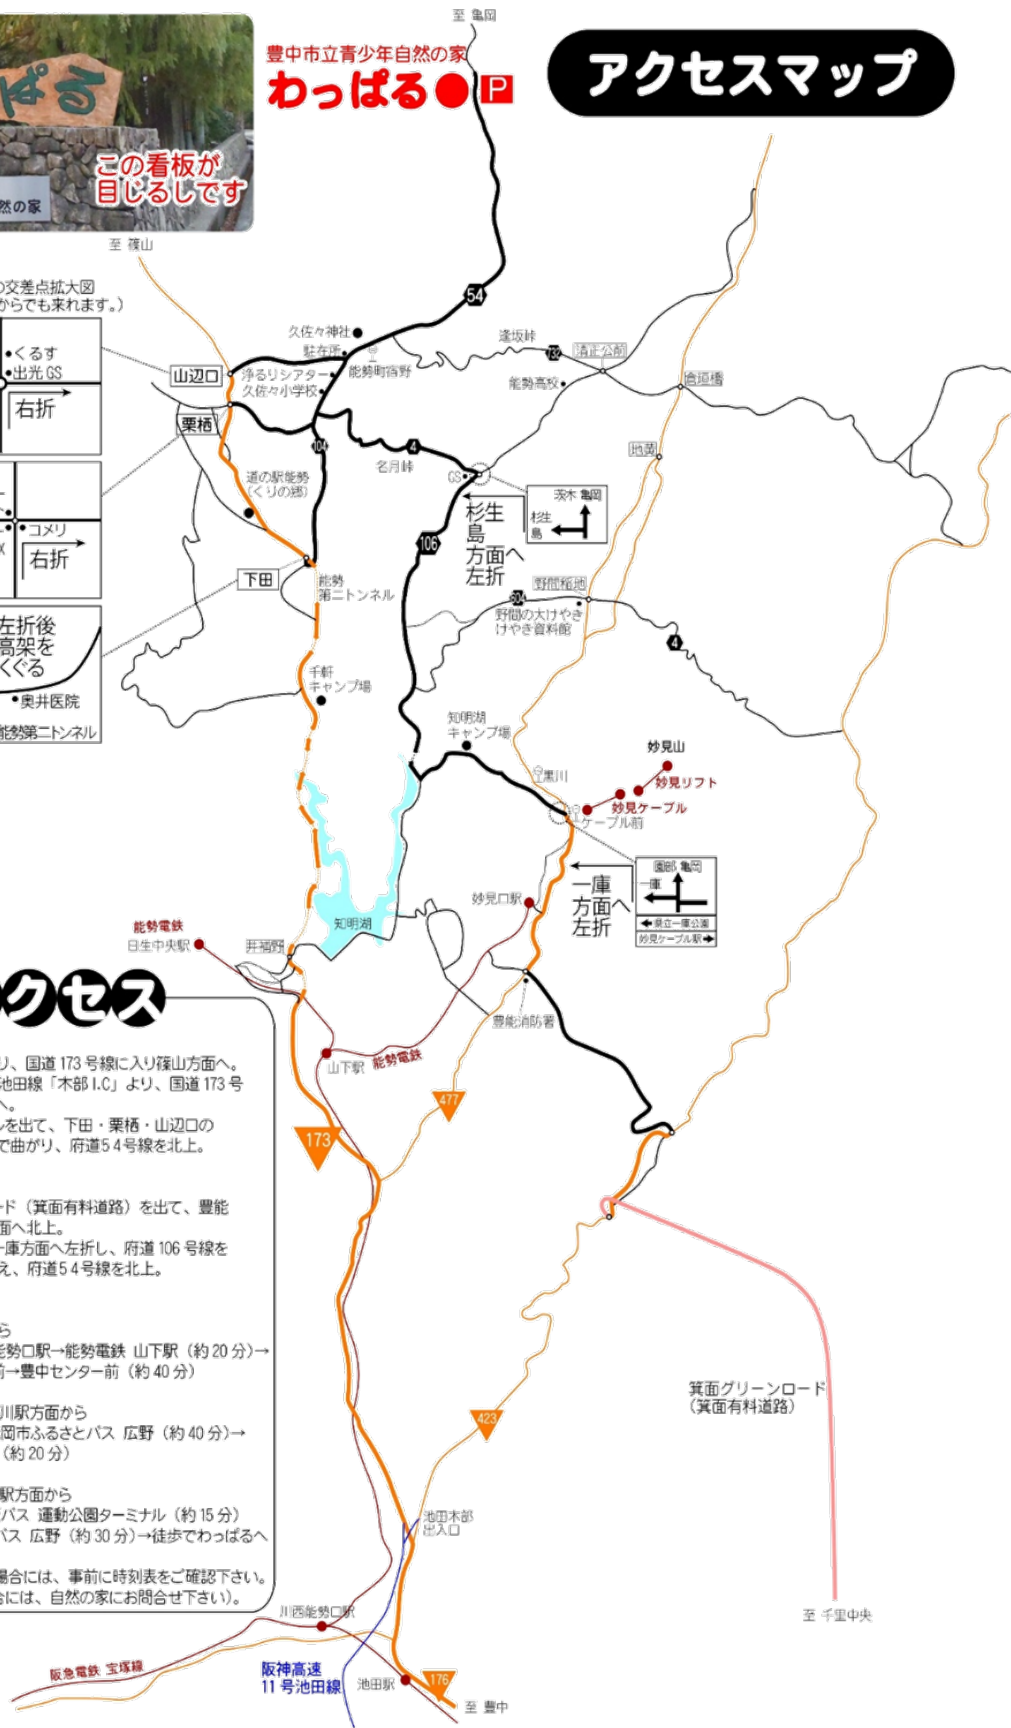 至 亀岡
豊中市立青少年自然の家
わっぱる
P
アクセスマップ
ぱる
この看板が
目じるしです
然の家
至 篠山
の交差点拡大図
からでも来れます。)
くるす
出光 GS
右折
コメリ
右折
左折後
高架を
くぐる
奥井医院
能勢第二トンネル
54
久佐々神社
駐在所
山辺口
浄るりシアター
能勢町宿野
久佐々小学校
逢坂峠
732
清正公前
能勢高校
倉垣橋
栗栖
104
4
名月峠
GS
地黄
道の駅能勢
(くりの郷)
茨木 亀岡
杉生
島
杉生
島
方面へ
左折
106
下田
能勢
第二トンネル
野間稲地
604
野間の大けやき
けやき資料館
4
千軒
キャンプ場
知明湖
キャンプ場
妙見山
妙見リフト
黒川
妙見ケーブル
ケーブル前
一庫
方面へ
左折
園部 亀岡
一庫
県立一庫公園
妙見ケーブル駅
妙見口駅
知明湖
能勢電鉄
日生中央駅
豊能消防署
山下駅
能勢電鉄
477
173
クセス
り、国道 173 号線に入り篠山方面へ。
池田線「木部 I.C」より、国道 173 号
へ。
ルを出て、下田・栗栖・山辺口の
で曲がり、府道54号線を北上。
ード（箕面有料道路）を出て、豊能
面へ北上。
一庫方面へ左折し、府道 106 号線を
え、府道54号線を北上。
ら
能勢口駅→能勢電鉄 山下駅（約 20 分）→
前→豊中センター前（約 40 分）
川駅方面から
岡市ふるさとバス 広野（約 40 分）→
（約 20 分）
駅方面から
バス 運動公園ターミナル（約 15 分）
バス 広野（約 30 分）→徒歩でわっぱるへ
場合には、事前に時刻表をご確認下さい。
合には、自然の家にお問合せ下さい）。
箕面グリーンロード
(箕面有料道路)
423
池田木部
出入口
至 千里中央
川西能勢口駅
阪急電鉄 宝塚線
阪神高速
11 号池田線
池田駅
176
至 豊中